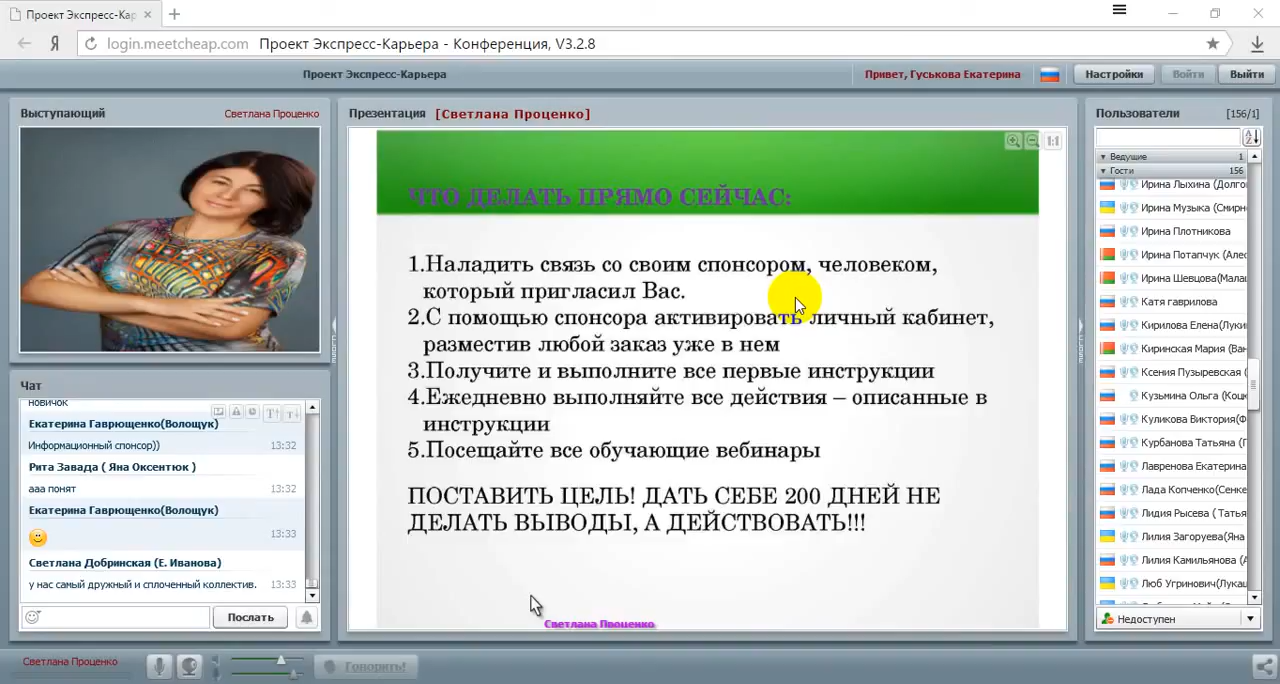 Проект Экспресс-Кар
login.meetcheap.com Проект Экспресс-Карьера - Конференция, V3.2.8
Проект Экспресс-Карьера
Привет, Гуськова Екатерина
Настройки
Войти
Выйти
Выступающий
Светлана Проценко
Чат
новичок
Екатерина Гаврющенко(Волощук)
Информационный спонсор)) 13:32
Рита Завада ( Яна Оксентюк )
ааа понят 13:32
Екатерина Гаврющенко(Волощук)
13:33
Светлана Добринская (Е. Иванова)
у нас самый дружный и сплоченный коллектив. 13:33
Послать
Светлана Проценко
Говорить!
Презентация [Светлана Проценко]
1:1
ЧТО ДЕЛАТЬ ПРЯМО СЕЙЧАС:
1.Наладить связь со своим спонсором, человеком,
который пригласил Вас.
2.С помощью спонсора активировать личный кабинет,
разместив любой заказ уже в нем
3.Получите и выполните все первые инструкции
4.Ежедневно выполняйте все действия – описанные в
инструкции
5.Посещайте все обучающие вебинары
ПОСТАВИТЬ ЦЕЛЬ! ДАТЬ СЕБЕ 200 ДНЕЙ НЕ
ДЕЛАТЬ ВЫВОДЫ, А ДЕЙСТВОВАТЬ!!!
Светлана Проценко
Пользователи [156/1]
Ведущие 1
Гости 156
Ирина Лыхина (Долго
Ирина Музыка (Смирн
Ирина Плотникова
Ирина Потапчук (Алес
Ирина Шевцова(Малаш
Катя гаврилова
Кирилова Елена(Луки
Киринская Мария (Ван
Ксения Пузыревская (
Кузьмина Ольга (Коце
Куликова Виктория(Ф
Курбанова Татьяна (Г
Лавренова Екатерина
Лада Копченко(Сенке
Лидия Рысева ( Татья
Лилия Загоруева(Яна
Лилия Камильянова (А
Люб Угринович(Лукаш
Недоступен